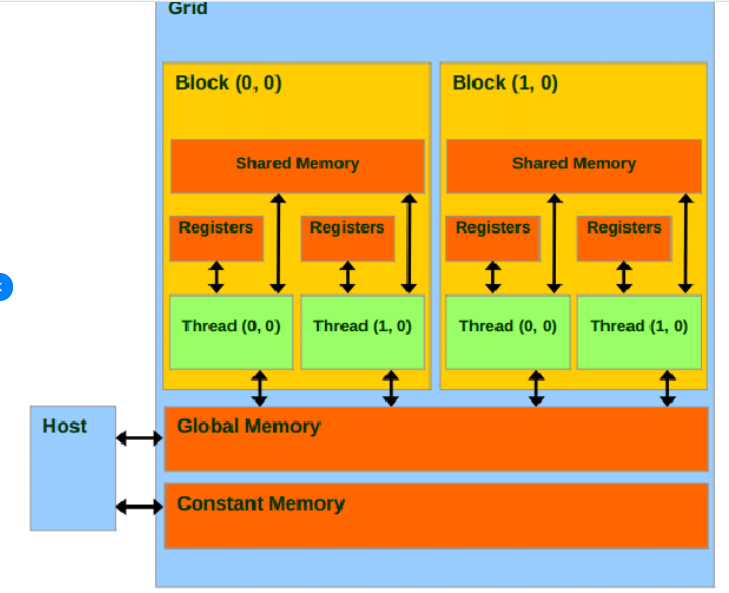 Grid
Block (0, 0)
Block (1, 0)
Shared Memory
Shared Memory
Registers
Registers
Registers
Registers
Thread (0, 0)
Thread (1, 0)
Thread (0, 0)
Thread (1, 0)
Host
Global Memory
Constant Memory